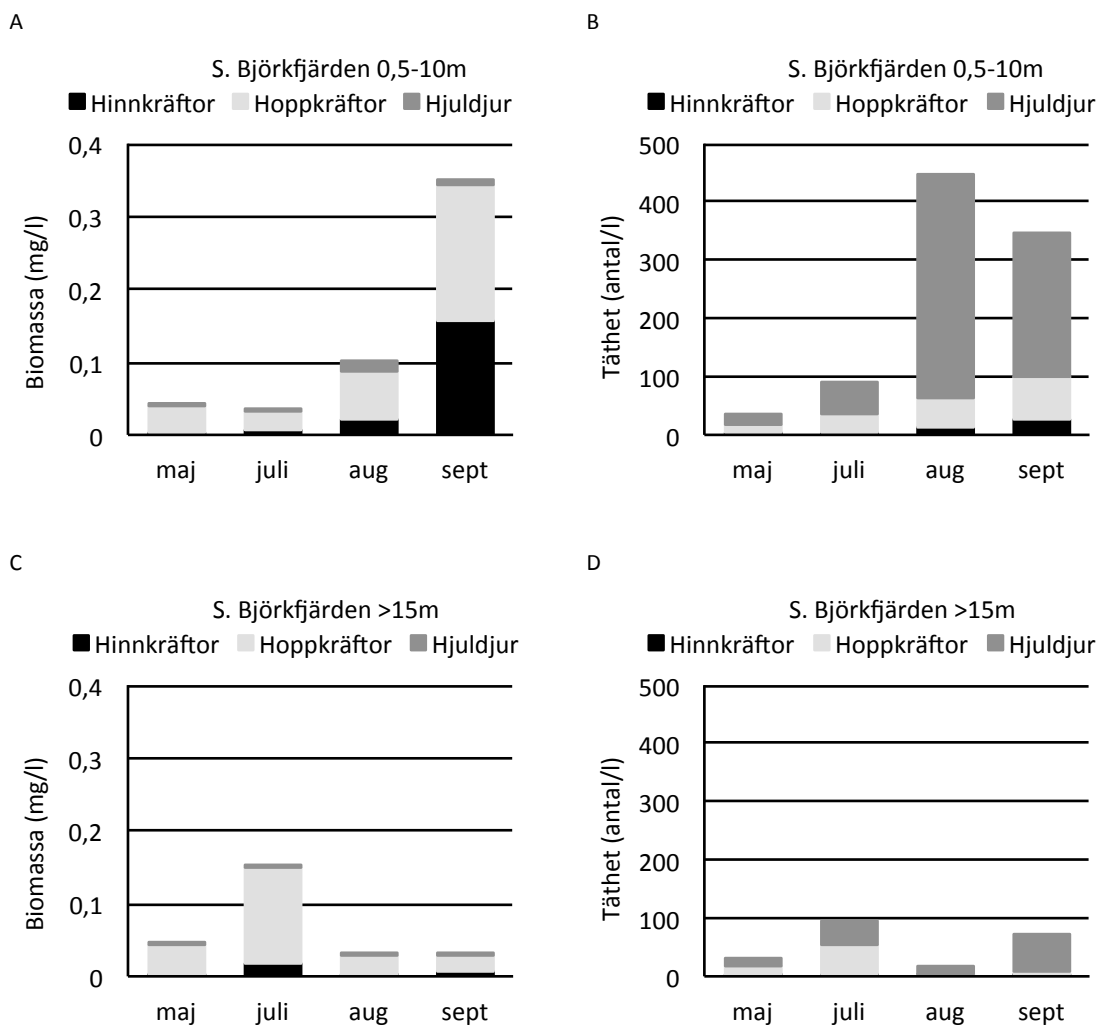 A
S. Björkfjärden 0,5-10m
Hinnkräftor Hoppkräftor Hjuldjur
Biomassa (mg/l)
0,4
0,3
0,2
0,1
0
maj juli aug sept
B
S. Björkfjärden 0,5-10m
Hinnkräftor Hoppkräftor Hjuldjur
Täthet (antal/l)
500
400
300
200
100
0
maj juli aug sept
C
S. Björkfjärden >15m
Hinnkräftor Hoppkräftor Hjuldjur
Biomassa (mg/l)
0,4
0,3
0,2
0,1
0
maj juli aug sept
D
S. Björkfjärden >15m
Hinnkräftor Hoppkräftor Hjuldjur
Täthet (antal/l)
500
400
300
200
100
0
maj juli aug sept